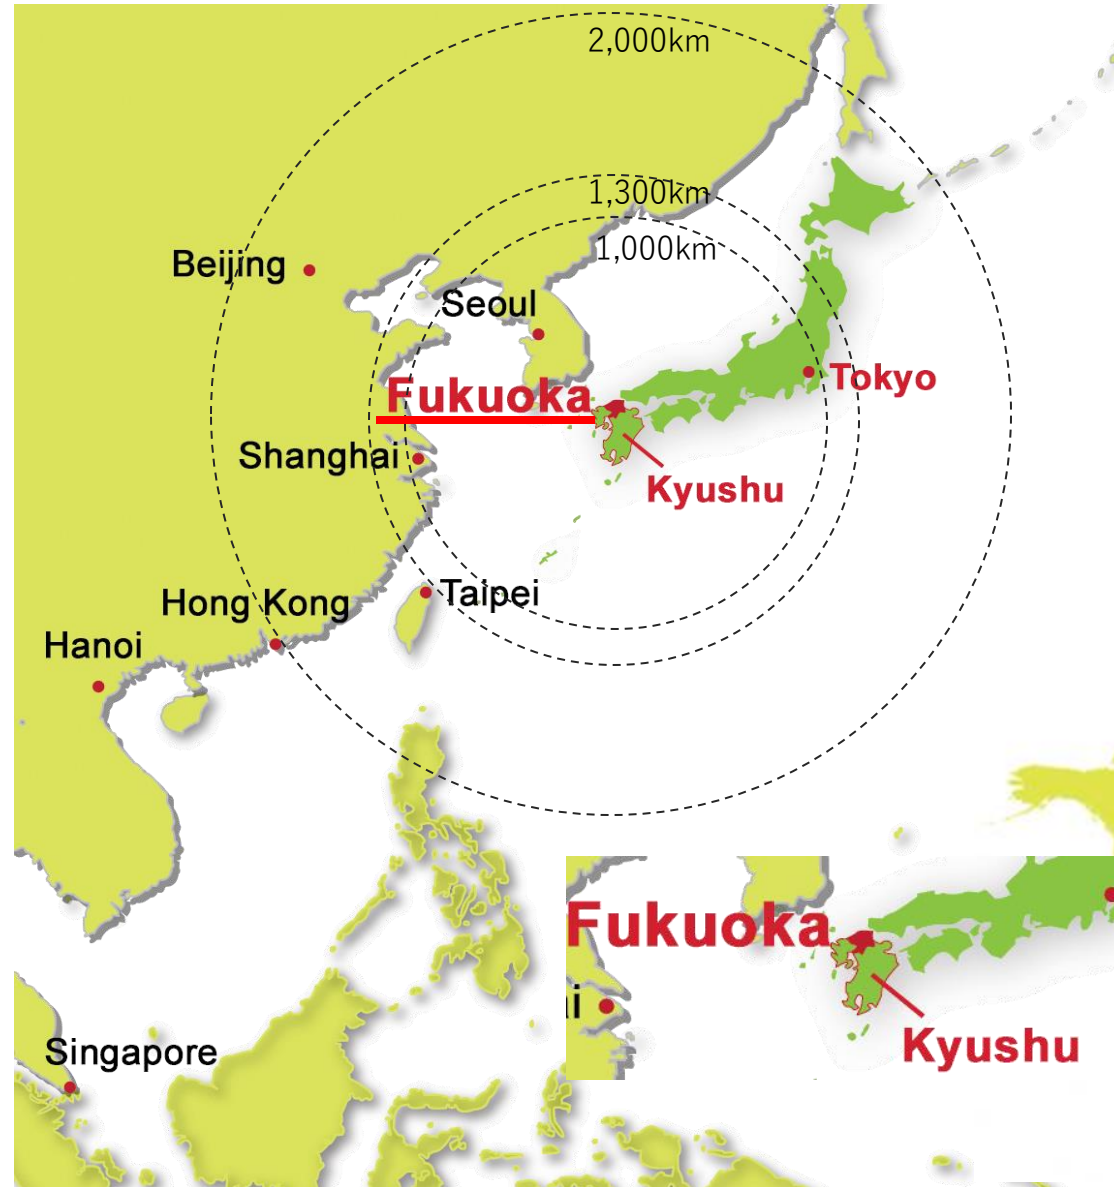 2,000km
1,300km
1,000km
Beijing
Seoul
Tokyo
Fukuoka
Shanghai
Kyushu
Taipei
Hong Kong
Hanoi
Fukuoka
ai
Kyushu
Singapore